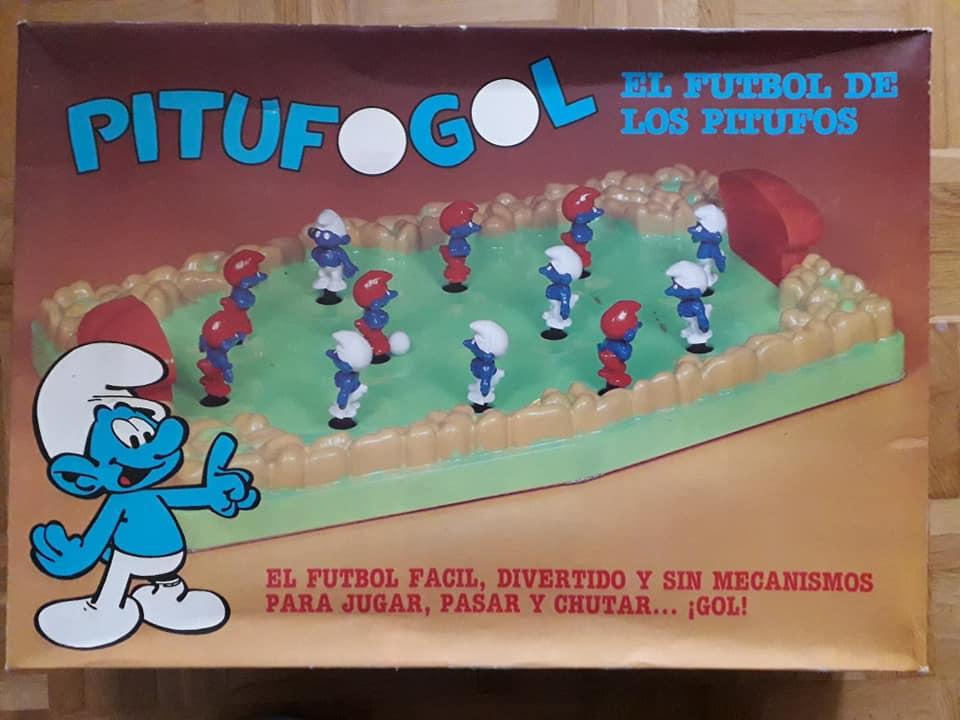 PITUFOGOL
EL FUTBOL DE
LOS PITUFOS
EL FUTBOL FACIL, DIVERTIDO Y SIN MECANISMOS
PARA JUGAR, PASAR Y CHUTAR... ¡GOL!